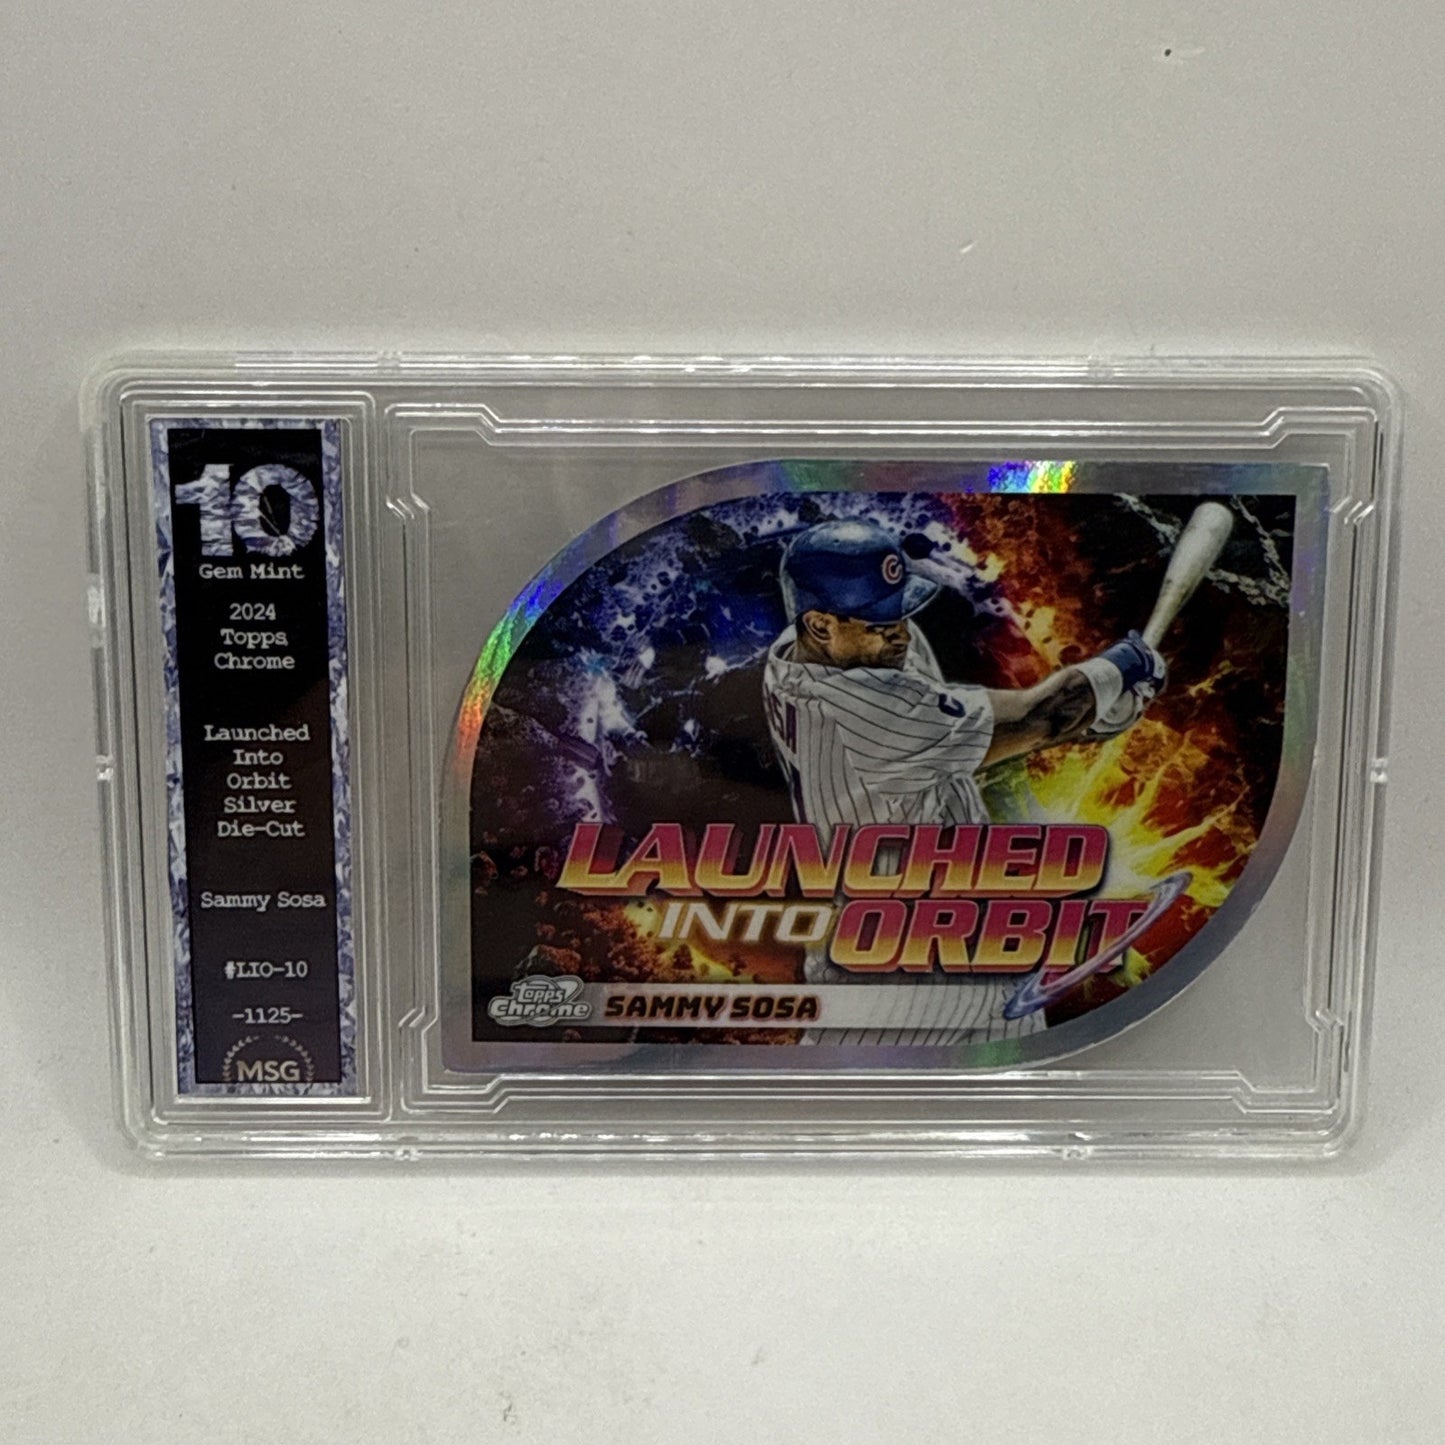 10
Gem Mint
2024
Topps
Chrome
Launched
Into
Orbit
Silver
Die-Cut
Sammy Sosa
#LIO-10
-1125-
MSG
C
OSA
C
LAUNCHED
INTO ORBIT
Topps
Chrome
SAMMY SOSA